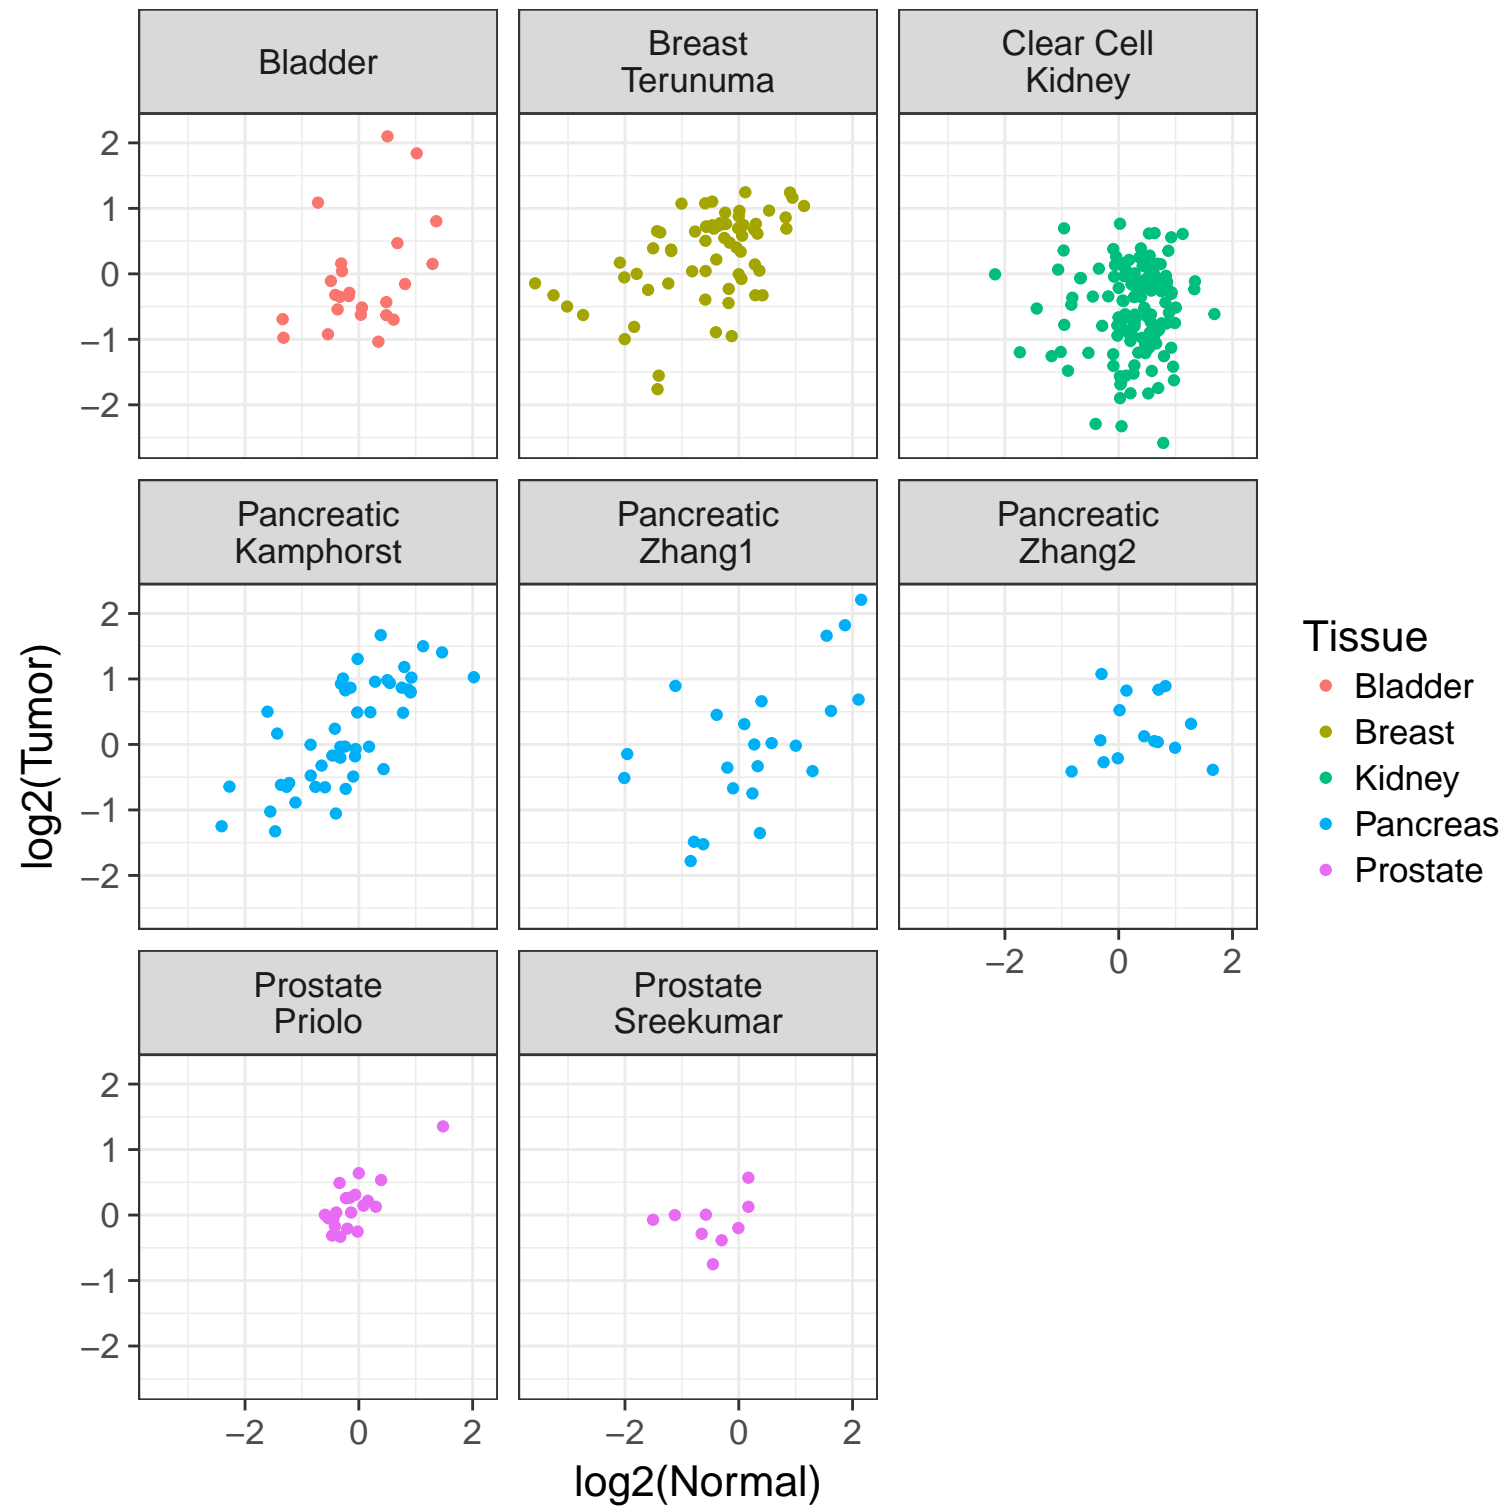 Bladder
Breast
Terunuma
Clear Cell
Kidney
2
1
0
−1
−2
Pancreatic
Kamphorst
Pancreatic
Zhang1
Pancreatic
Zhang2
2
1
0
−1
−2
−2 0 2
Prostate
Priolo
Prostate
Sreekumar
2
1
0
−1
−2
−2 0 2
−2 0 2
log2(Normal)
log2(Tumor)
Tissue
Bladder
Breast
Kidney
Pancreas
Prostate